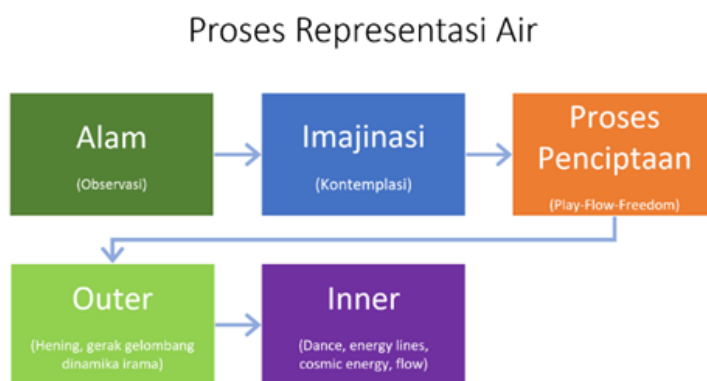 Proses Representasi Air
Alam
(Observasi)
Imajinasi
(Kontemplasi)
Proses
Penciptaan
(Play-Flow-Freedom)
Outer
(Hening, gerak gelombang
dinamika irama)
Inner
(Dance, energy lines,
cosmic energy, flow)